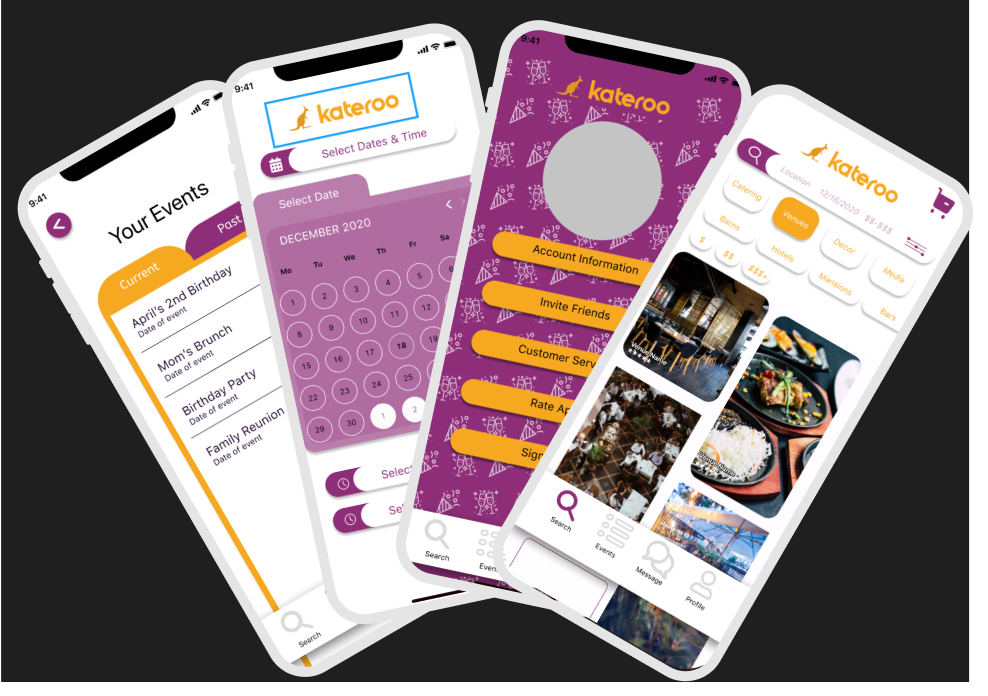 9:41
Your Events
Current
Past
April's 2nd Birthday
Date of event
Mom's Brunch
Date of event
Birthday Party
Date of event
Family Reunion
Date of event
Search
9:41
kateroo
Select Dates & Time
Select Date
DECEMBER 2020
Mo Tu We Th Fr Sa
1 2 3 4 5 6
8 9 10 11 12
15 16 17 18 19
22 23 24 25 26
29 30 1 2
Selec
Sel
9:41
kateroo
Account Information
Invite Friends
Customer Serv
Rate Ap
Sign
Search
Even
kateroo
Location 12/18/2020 $$-$$$
Catering Venues Decor Media
Barns Hotels Mansions Bars
$ $$ $$$+
Venue Name
Venue Name
Search Events Message Profile